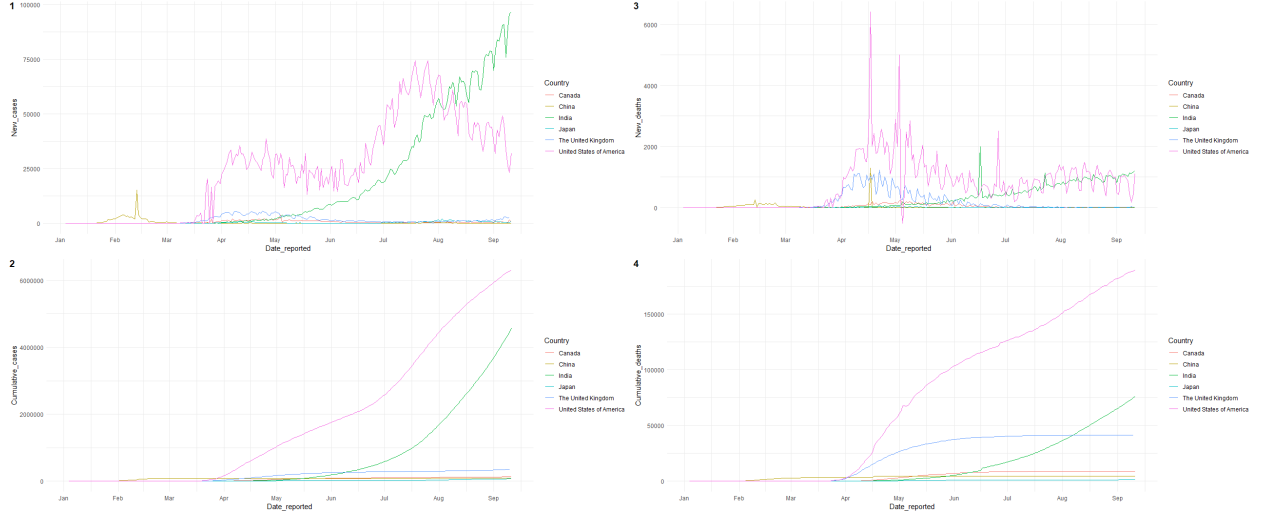 1
100000
75000
50000
25000
0
New_cases
Jan Feb Mar Apr May Jun Jul Aug Sep
Date_reported
Country
Canada
China
India
Japan
The United Kingdom
United States of America
3
6000
4000
2000
0
New_deaths
Jan Feb Mar Apr May Jun Jul Aug Sep
Date_reported
Country
Canada
China
India
Japan
The United Kingdom
United States of America
2
6000000
4000000
2000000
0
Cumulative_cases
Jan Feb Mar Apr May Jun Jul Aug Sep
Date_reported
Country
Canada
China
India
Japan
The United Kingdom
United States of America
4
150000
100000
50000
0
Cumulative_deaths
Jan Feb Mar Apr May Jun Jul Aug Sep
Date_reported
Country
Canada
China
India
Japan
The United Kingdom
United States of America